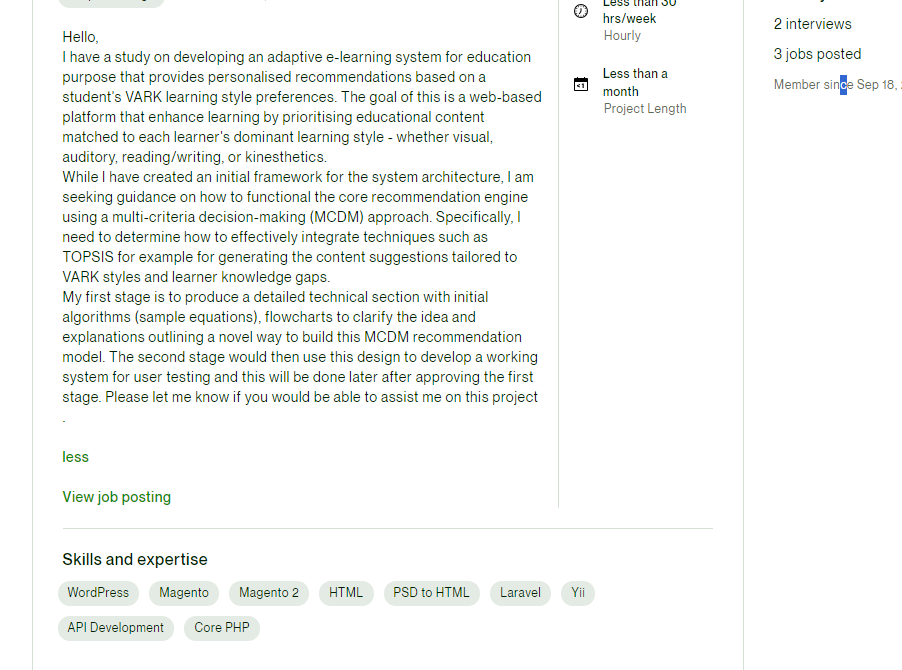 Hello,
I have a study on developing an adaptive e-learning system for education
purpose that provides personalised recommendations based on a
student's VARK learning style preferences. The goal of this is a web-based
platform that enhance learning by prioritising educational content
matched to each learner's dominant learning style - whether visual,
auditory, reading/writing, or kinesthetics.
While I have created an initial framework for the system architecture, I am
seeking guidance on how to functional the core recommendation engine
using a multi-criteria decision-making (MCDM) approach. Specifically, I
need to determine how to effectively integrate techniques such as
TOPSIS for example for generating the content suggestions tailored to
VARK styles and learner knowledge gaps.
My first stage is to produce a detailed technical section with initial
algorithms (sample equations), flowcharts to clarify the idea and
explanations outlining a novel way to build this MCDM recommendation
model. The second stage would then use this design to develop a working
system for user testing and this will be done later after approving the first
stage. Please let me know if you would be able to assist me on this project
.
less
View job posting
Less than 30
hrs/week
Hourly
Less than a
month
Project Length
2 interviews
3 jobs posted
Member since Sep 18,
Skills and expertise
WordPress Magento Magento 2 HTML PSD to HTML Laravel Yii
API Development Core PHP